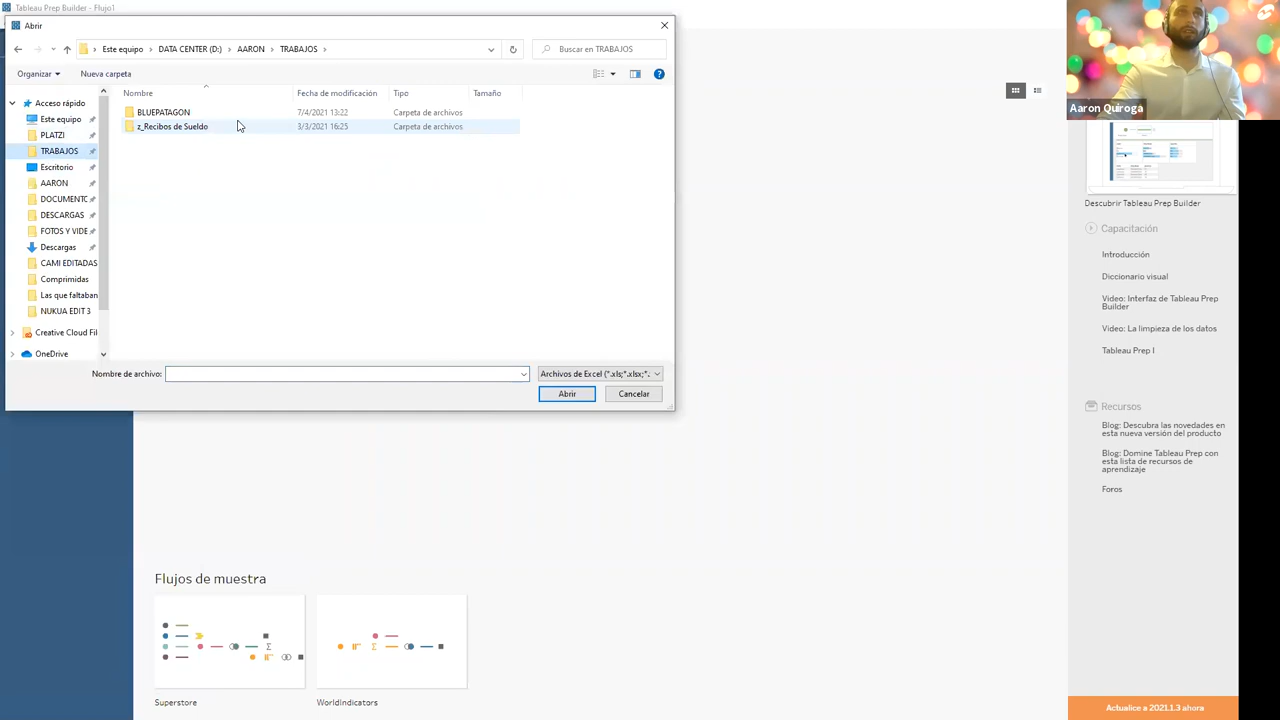 Tableau Prep Builder - Flujo1
Abrir
Este equipo > DATA CENTER (D:) > AARON > TRABAJOS >
Buscar en TRABAJOS
Organizar
Nueva carpeta
Nombre
Fecha de modificación
Tipo
Tamaño
BLUEPATAGON
7/4/2021 13:22
Carpeta de archivos
z_Recibos de Sueldo
3/3/2021 16:25
Carpeta de archivos
Acceso rápido
Este equipo
PLATZI
TRABAJOS
Escritorio
AARON
DOCUMENTC
DESCARGAS
FOTOS Y VIDE
Descargas
CAMI EDITADAS
Comprimidas
Las que faltaban
NUKUA EDIT 3
Creative Cloud Fil
OneDrive
Nombre de archivo:
Archivos de Excel (*.xls;*.xlsx;*.
Abrir
Cancelar
Aaron Quiroga
Descubrir Tableau Prep Builder
Capacitación
Introducción
Diccionario visual
Video: Interfaz de Tableau Prep
Builder
Video: La limpieza de los datos
Tableau Prep I
Recursos
Blog: Descubra las novedades en
esta nueva versión del producto
Blog: Domine Tableau Prep con
esta lista de recursos de
aprendizaje
Foros
Flujos de muestra
Superstore
WorldIndicators
Actualice a 2021.1.3 ahora